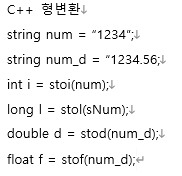 C++ 형변환
string num = “1234”;
string num_d = “1234.56;
int i = stoi(num);
long l = stol(sNum);
double d = stod(num_d);
float f = stof(num_d);